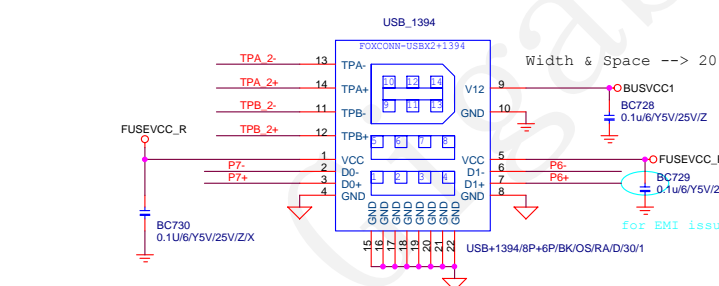 USB_1394
FOXCONN-USBX2+1394
Width & Space --> 20
TPA_2- 13 TPA-
TPA_2+ 14 TPA+
TPB_2- 11 TPB-
TPB_2+ 12 TPB+
10 12 14
9 11 13
V12 9 BUSVCC1
GND 10
BC728
0.1u/6/Y5V/25V/Z
FUSEVCC_R
5 6 7 8
1 VCC
P7- 2 D0-
P7+ 3 D0+
4 GND
1 2 3 4
VCC 5
D1- 6 P6-
D1+ 7 P6+
GND 8
BC729
0.1u/6/Y5V/2
for EMI issu
BC730
0.1U/6/Y5V/25V/Z/X
GND GND GND GND GND GND GND GND
15 16 17 18 19 20 21 22
USB+1394/8P+6P/BK/OS/RA/D/30/1